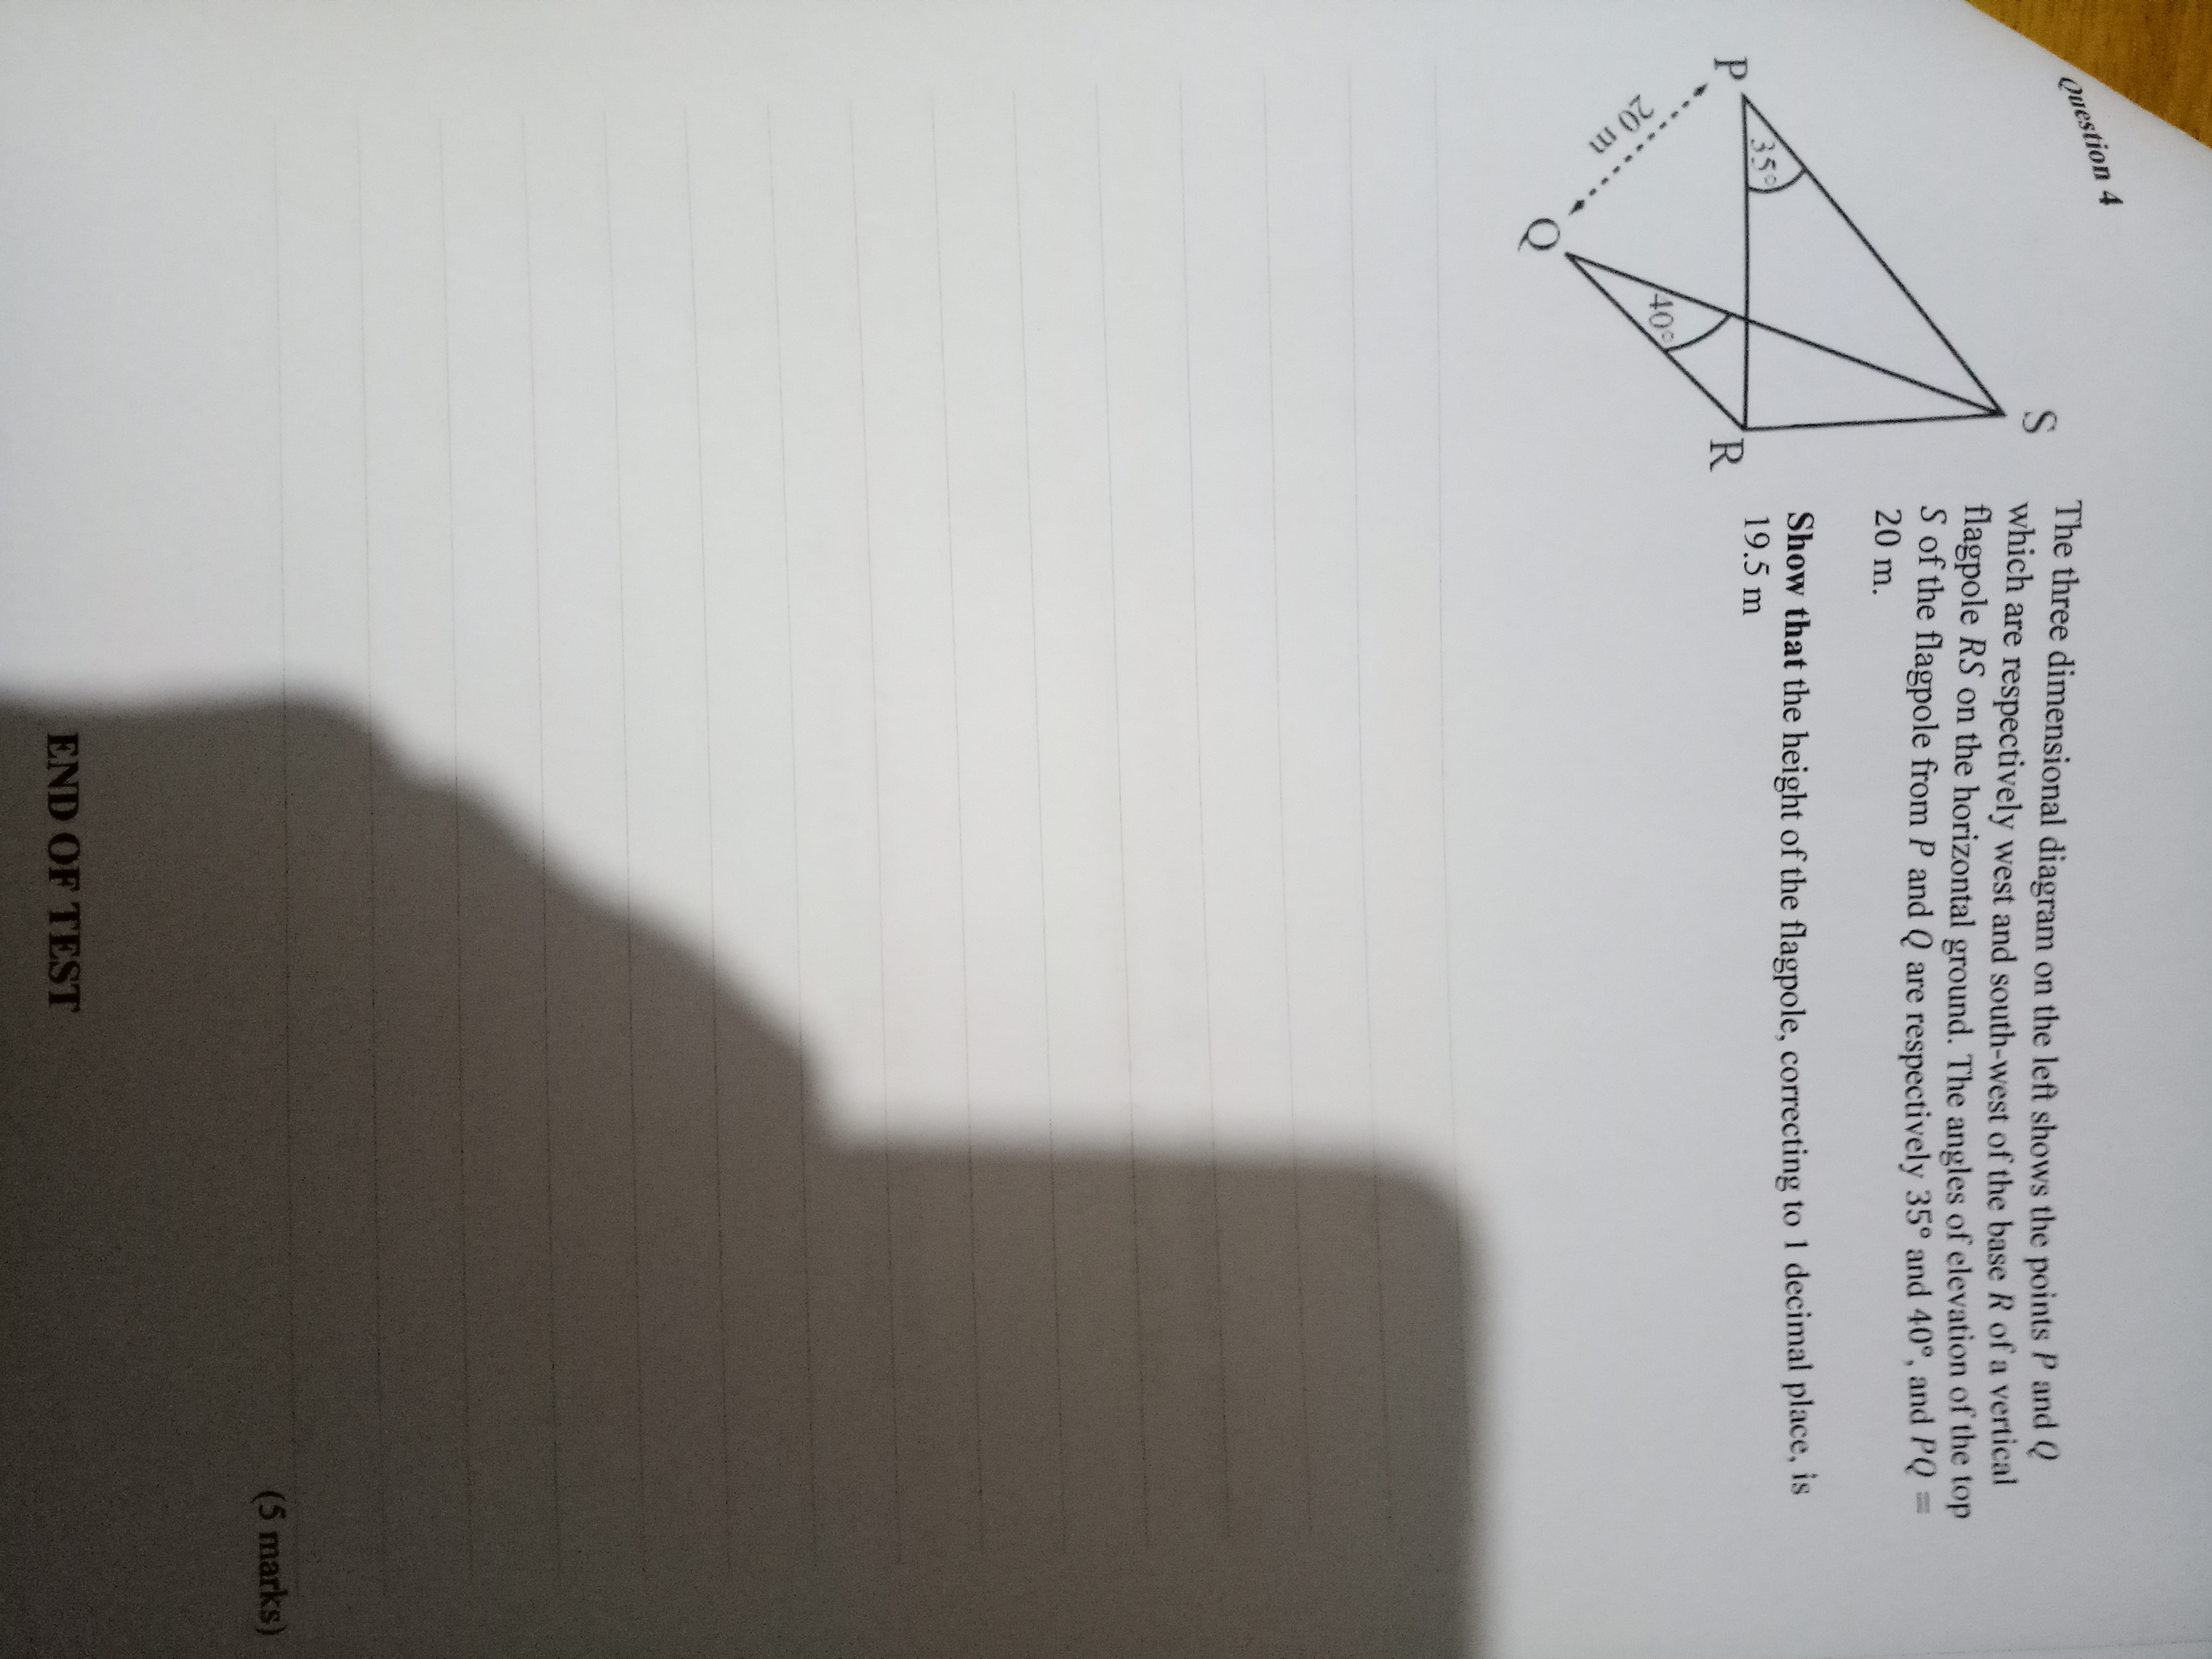 Question 4
S
P
35°
R
20 m
40°
Q
The three dimensional diagram on the left shows the points P and Q
which are respectively west and south-west of the base R of a vertical
flagpole RS on the horizontal ground. The angles of elevation of the top
S of the flagpole from P and Q are respectively 35° and 40°, and PQ =
20 m.
Show that the height of the flagpole, correcting to 1 decimal place, is
19.5 m
(5 marks)
END OF TEST